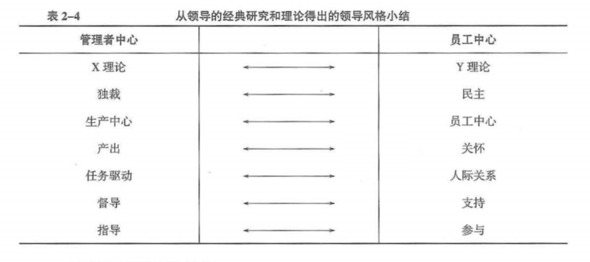 表 2–4 从领导的经典研究和理论得出的领导风格小结
管理者中心 员工中心
X 理论 Y 理论
独裁 民主
生产中心 员工中心
产出 关怀
任务驱动 人际关系
督导 支持
指导 参与